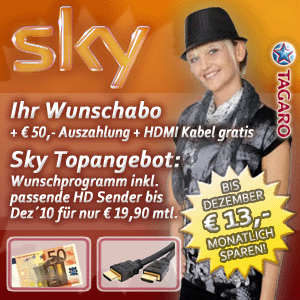 sky
TAGARO
Ihr Wunschabo
+ € 50,- Auszahlung + HDMI Kabel gratis
Sky Topangebot:
Wunschprogramm inkl.
passende HD Sender bis
Dez´10 für nur € 19,90 mtl.
BIS
DEZEMBER
€ 13,-
MONATLICH
SPAREN!
50